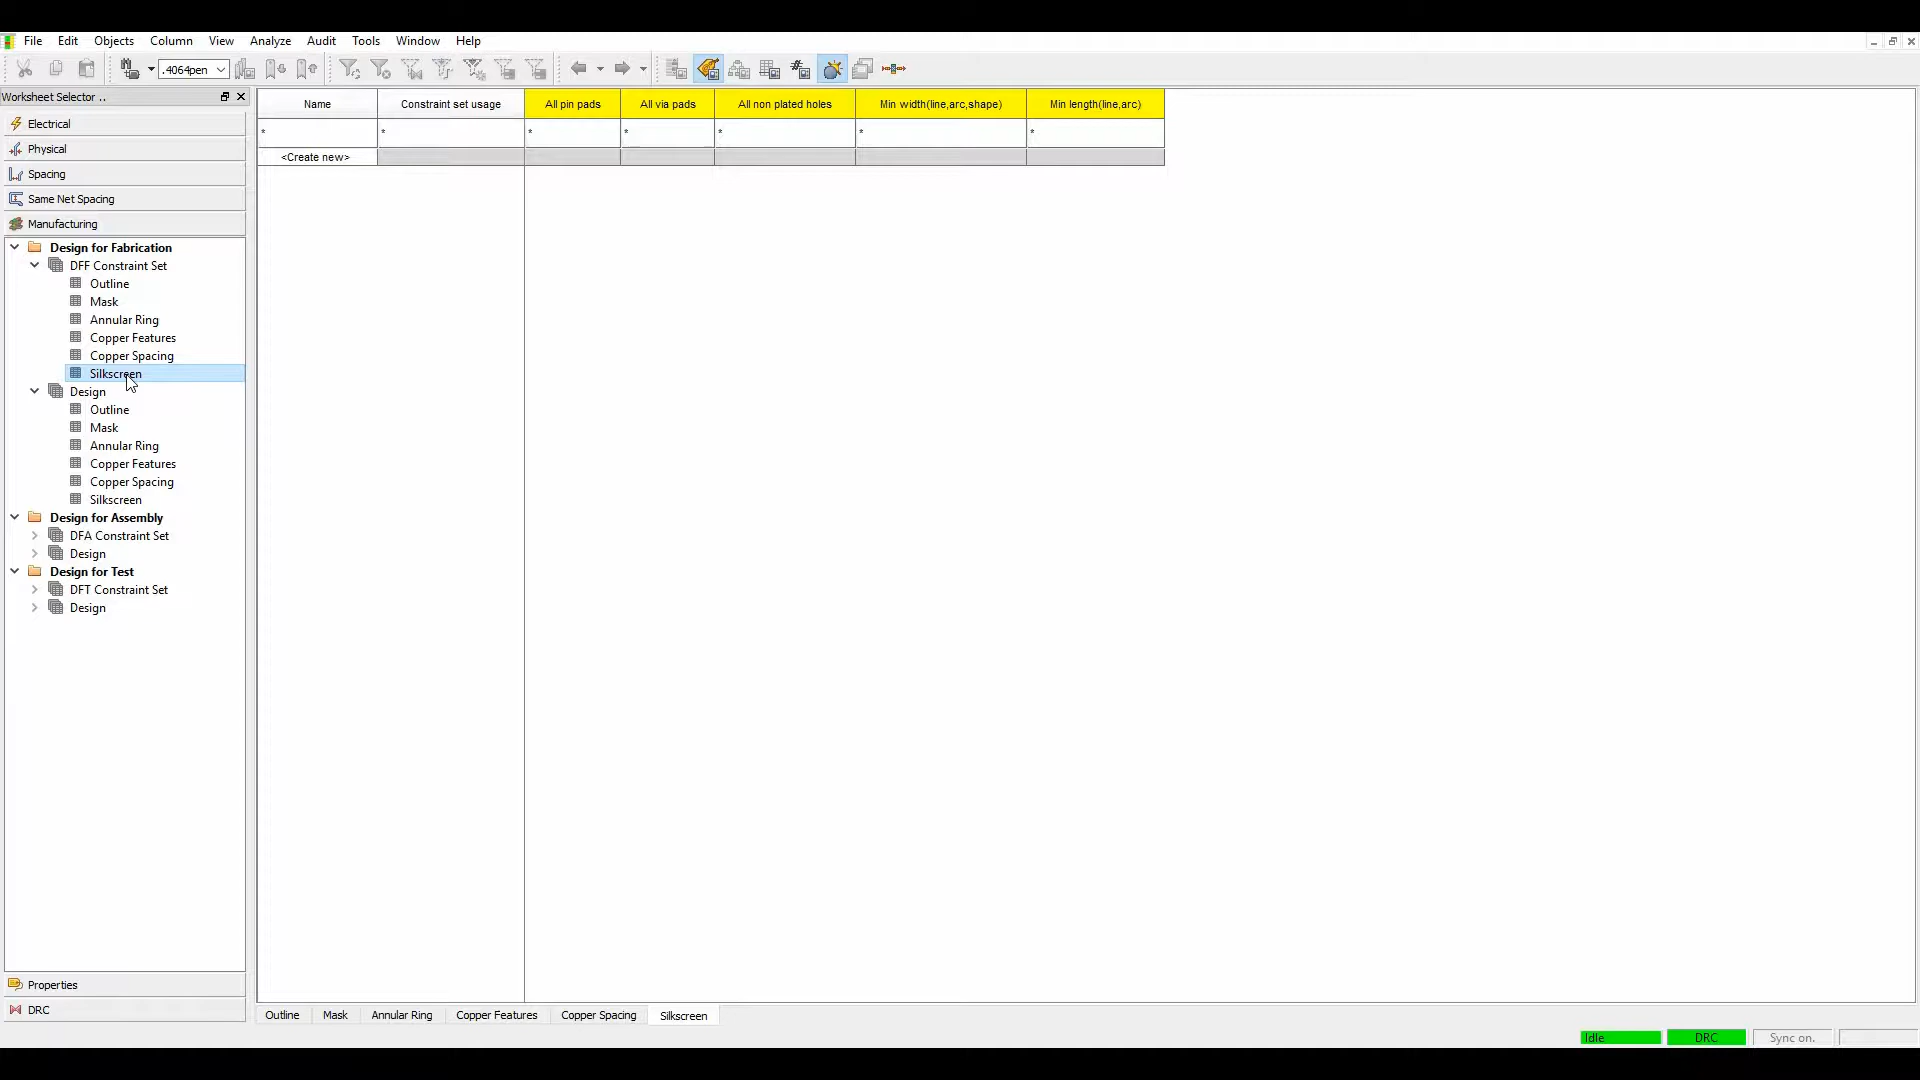 File Edit Objects Column View Analyze Audit Tools Window Help
.4064pen
Worksheet Selector ..
Electrical
Physical
Spacing
Same Net Spacing
Manufacturing
Design for Fabrication
DFF Constraint Set
Outline
Mask
Annular Ring
Copper Features
Copper Spacing
Silkscreen
Design
Outline
Mask
Annular Ring
Copper Features
Copper Spacing
Silkscreen
Design for Assembly
DFA Constraint Set
Design
Design for Test
DFT Constraint Set
Design
Properties
DRC
Name Constraint set usage All pin pads All via pads All non plated holes Min width(line,arc,shape) Min length(line,arc)
* * * * * * *
<Create new>
Outline Mask Annular Ring Copper Features Copper Spacing Silkscreen
Idle DRC Sync on.